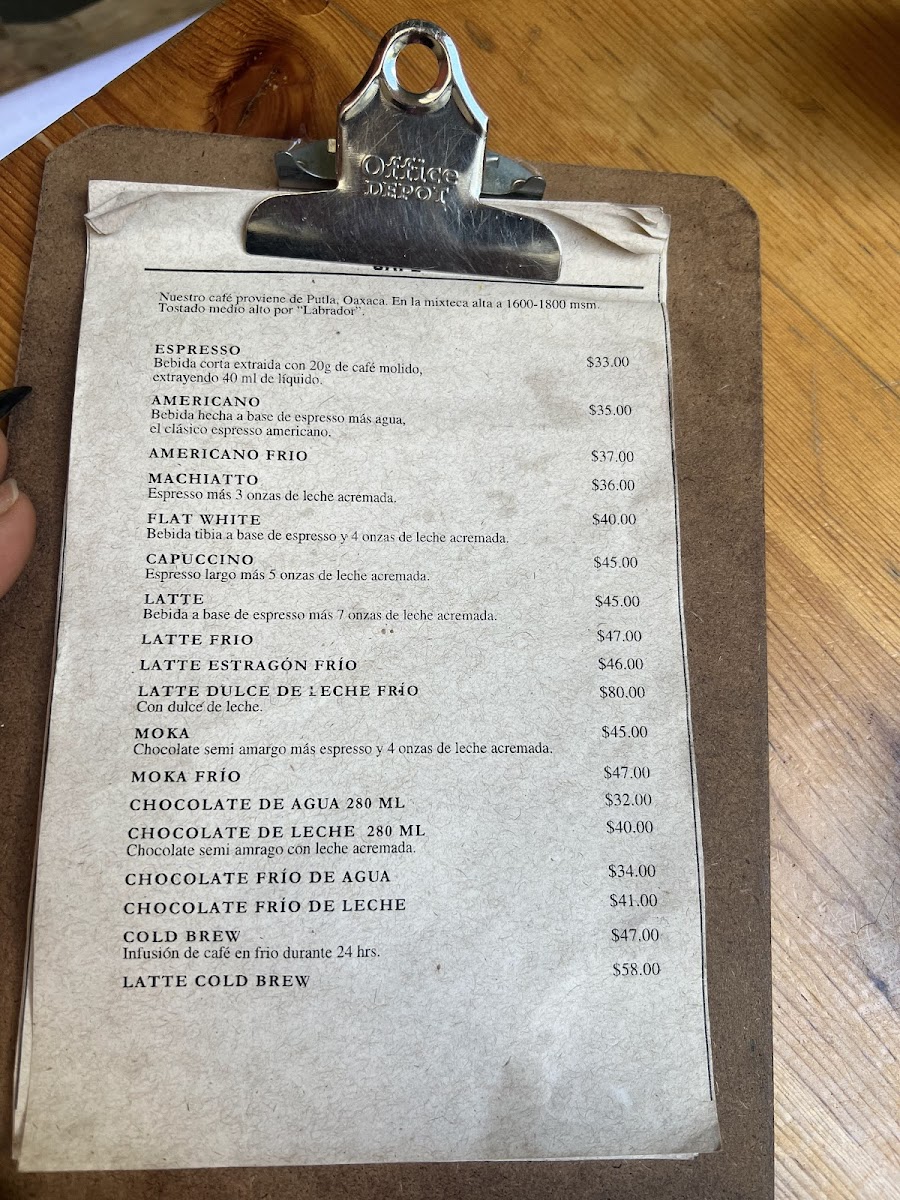 Office
DEPOT
Nuestro café proviene de Putla, Oaxaca. En la mixteca alta a 1600-1800 msm.
Tostado medio alto por "Labrador".
ESPRESSO $33.00
Bebida corta extraida con 20g de café molido,
extrayendo 40 ml de líquido.
AMERICANO $35.00
Bebida hecha a base de espresso más agua,
el clásico espresso americano.
AMERICANO FRIO $37.00
MACHIATTO $36.00
Espresso más 3 onzas de leche acremada.
FLAT WHITE $40.00
Bebida tibia a base de espresso y 4 onzas de leche acremada.
CAPUCCINO $45.00
Espresso largo más 5 onzas de leche acremada.
LATTE $45.00
Bebida a base de espresso más 7 onzas de leche acremada.
LATTE FRIO $47.00
LATTE ESTRAGÓN FRÍO $46.00
LATTE DULCE DE LECHE FRÍO $80.00
Con dulce de leche.
MOKA $45.00
Chocolate semi amargo más espresso y 4 onzas de leche acremada.
MOKA FRÍO $47.00
CHOCOLATE DE AGUA 280 ML $32.00
CHOCOLATE DE LECHE 280 ML $40.00
Chocolate semi amrago con leche acremada.
CHOCOLATE FRÍO DE AGUA $34.00
CHOCOLATE FRÍO DE LECHE $41.00
COLD BREW $47.00
Infusión de café en frio durante 24 hrs.
LATTE COLD BREW $58.00